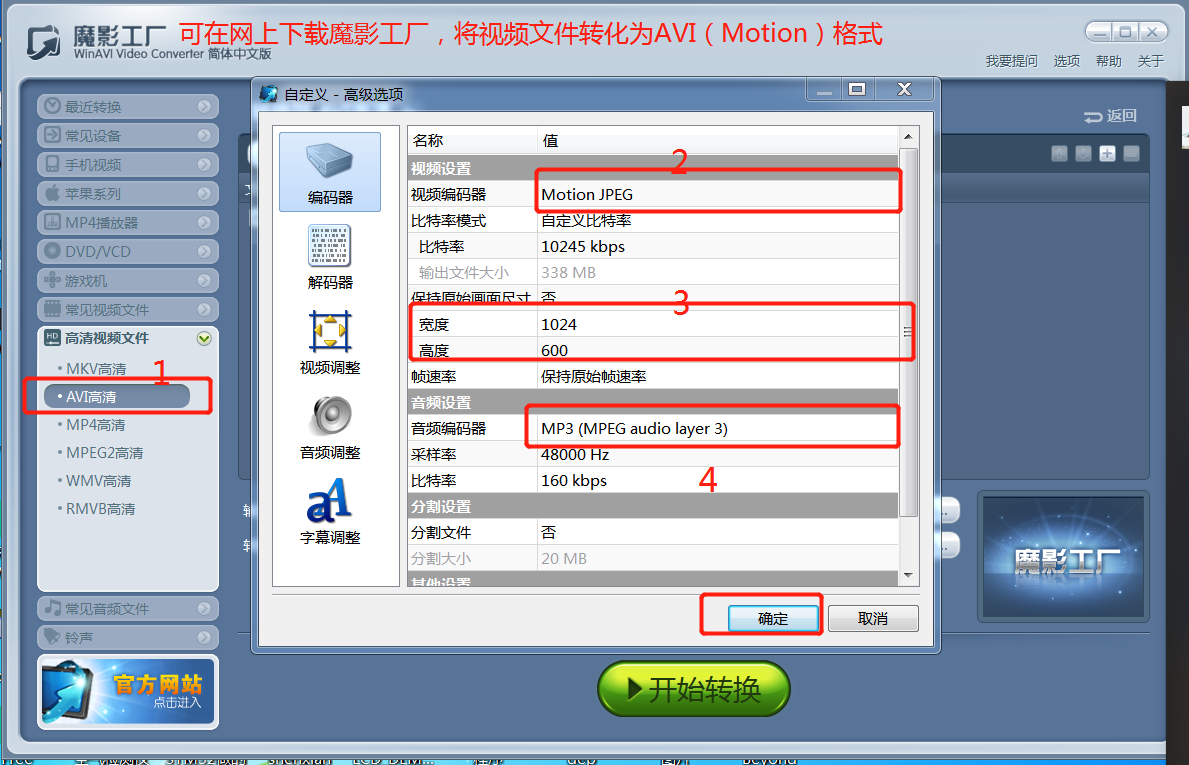 魔影工厂 可在网上下载魔影工厂，将视频文件转化为AVI（Motion）格式
WinAVI Video Converter 简体中文版
我要提问 选项 帮助 关于
最近转换
常见设备
手机视频
苹果系列
MP4播放器
DVD/VCD
游戏机
常见视频文件
HD 高清视频文件
• MKV高清
1
• AVI高清
• MP4高清
• MPEG2高清
• WMV高清
• RMVB高清
常见音频文件
铃声
官方网站
点击进入
返回
自定义 - 高级选项
编码器
解码器
视频调整
音频调整
字幕调整
名称 值
视频设置
2
视频编码器 Motion JPEG
比特率模式 自定义比特率
比特率 10245 kbps
输出文件大小 338 MB
保持原始画面尺寸 否
3
宽度 1024
高度 600
帧速率 保持原始帧速率
音频设置
音频编码器 MP3 (MPEG audio layer 3)
采样率 48000 Hz
比特率 160 kbps
4
分割设置
分割文件 否
分割大小 20 MB
其他设置
确定 取消
魔影工厂
开始转换